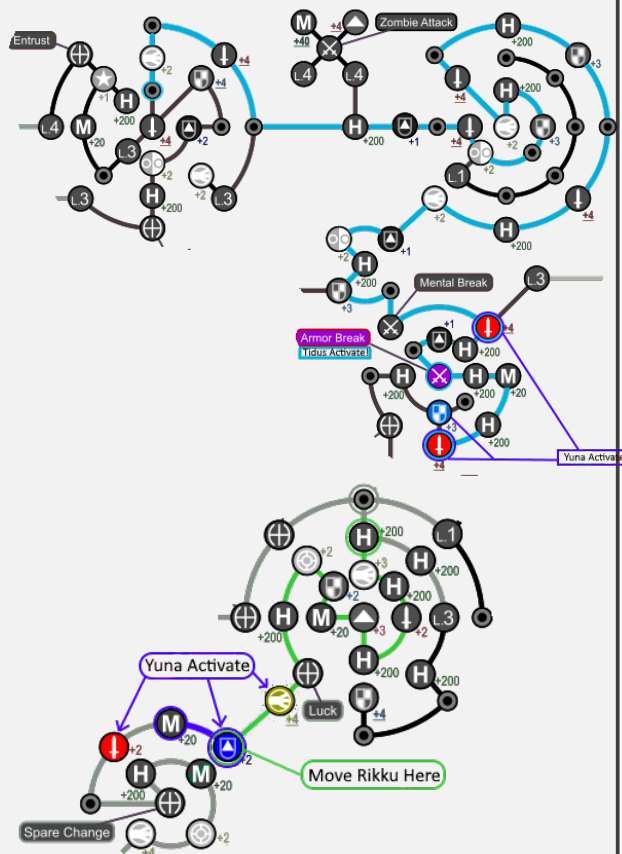 M
+40
+4
Zombie Attack
Entrust
L.4
L.4
H
+200
+2
+4
+3
+4
+1
H
+200
L.4
M
+20
L.3
+4
+2
H
+200
+1
+4
+2
+3
+2
L.1
+2
H
+200
+2
L.3
L.3
+2
+4
H
+200
+2
+1
H
+200
+3
Mental Break
L.3
+1
+4
Armor Break
Tidus Activate!
H
+200
H
+200
H
+200
M
+20
+3
H
+200
+4
Yuna Activate
H
+200
L.1
+2
+3
H
+200
H
+200
+2
H
+200
M
+20
+3
+2
L.3
H
+200
H
+200
Yuna Activate
+4
Luck
+4
M
+20
+2
+2
Move Rikku Here
H
+200
M
+20
Spare Change
+4
+2